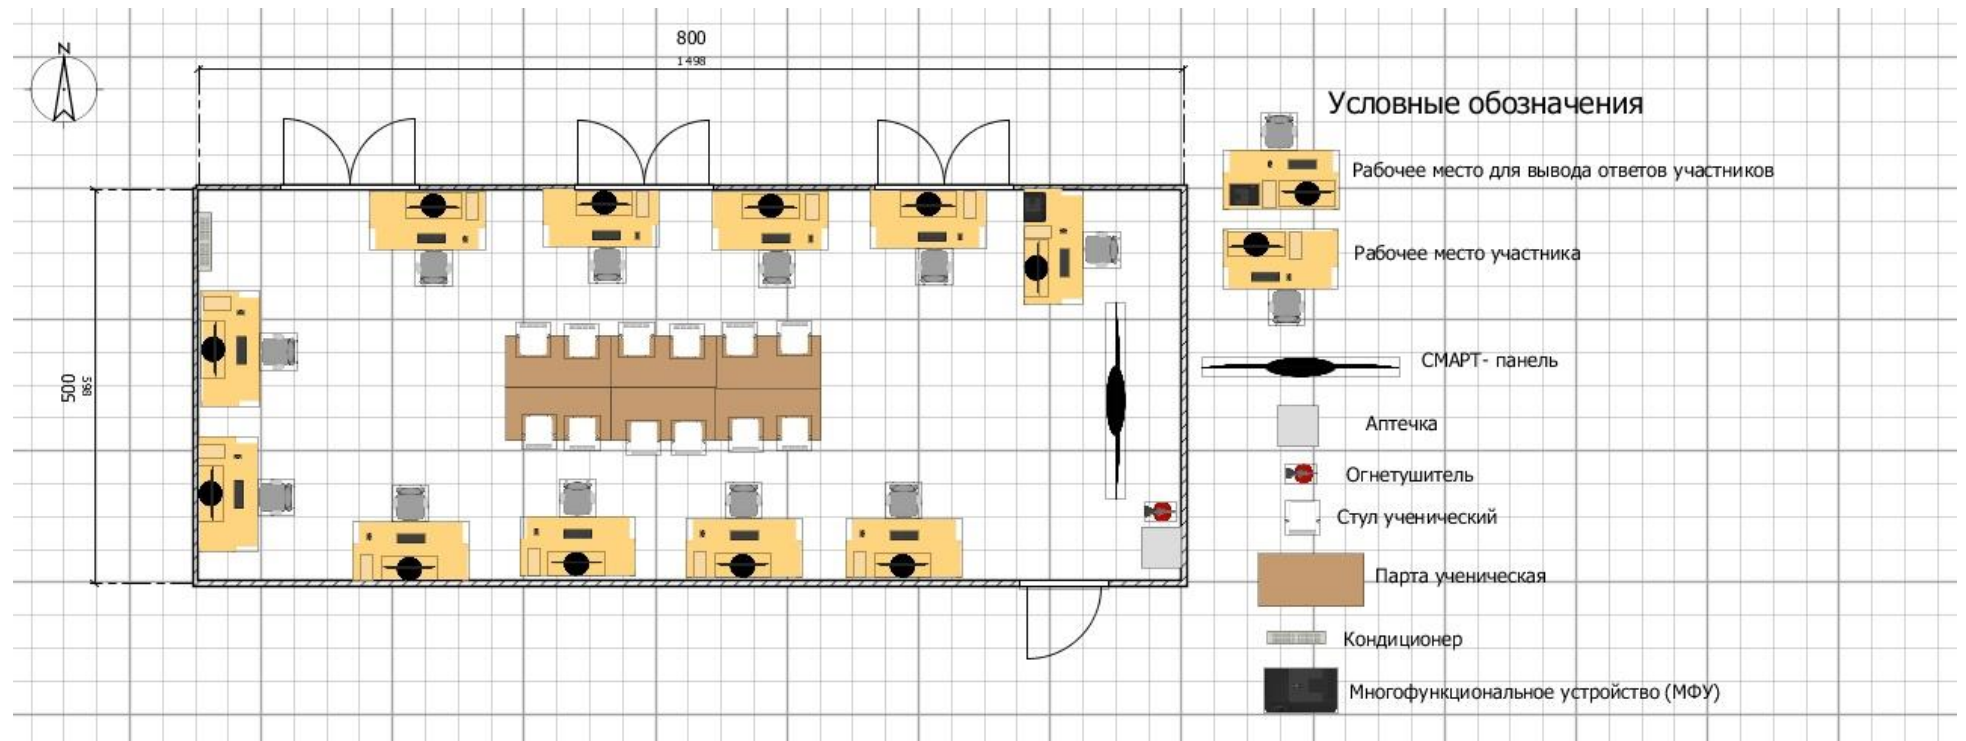 N
800
1498
500
598
Условные обозначения
Рабочее место для вывода ответов участников
Рабочее место участника
СМАРТ- панель
Аптечка
Огнетушитель
Стул ученический
Парта ученическая
Кондиционер
Многофункциональное устройство (МФУ)